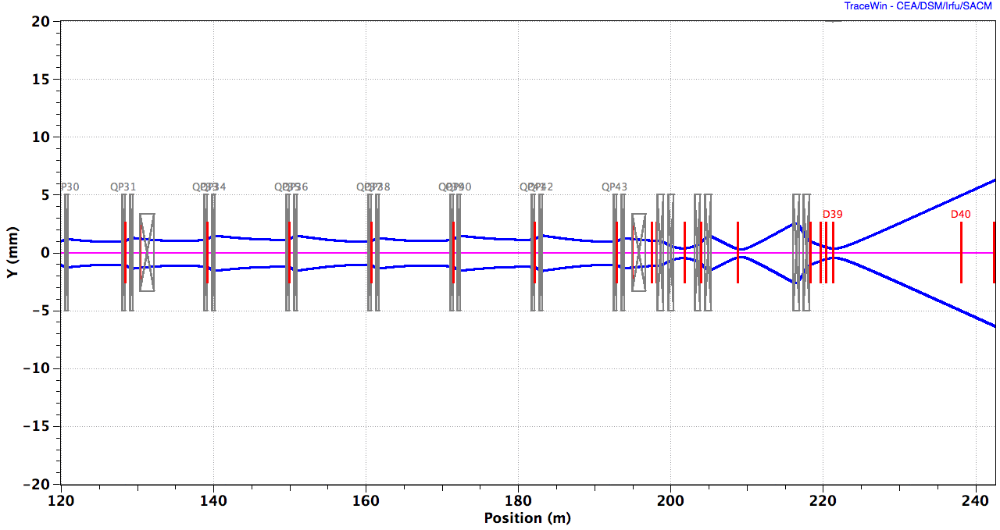 TraceWin - CEA/DSM/Irfu/SACM
20
15
10
5
0
−5
−10
−15
−20
Y (mm)
P30 QP31 QP34 QP36 QP38 QP40 QP42 QP43
D39 D40
120 140 160 180 200 220 240
Position (m)